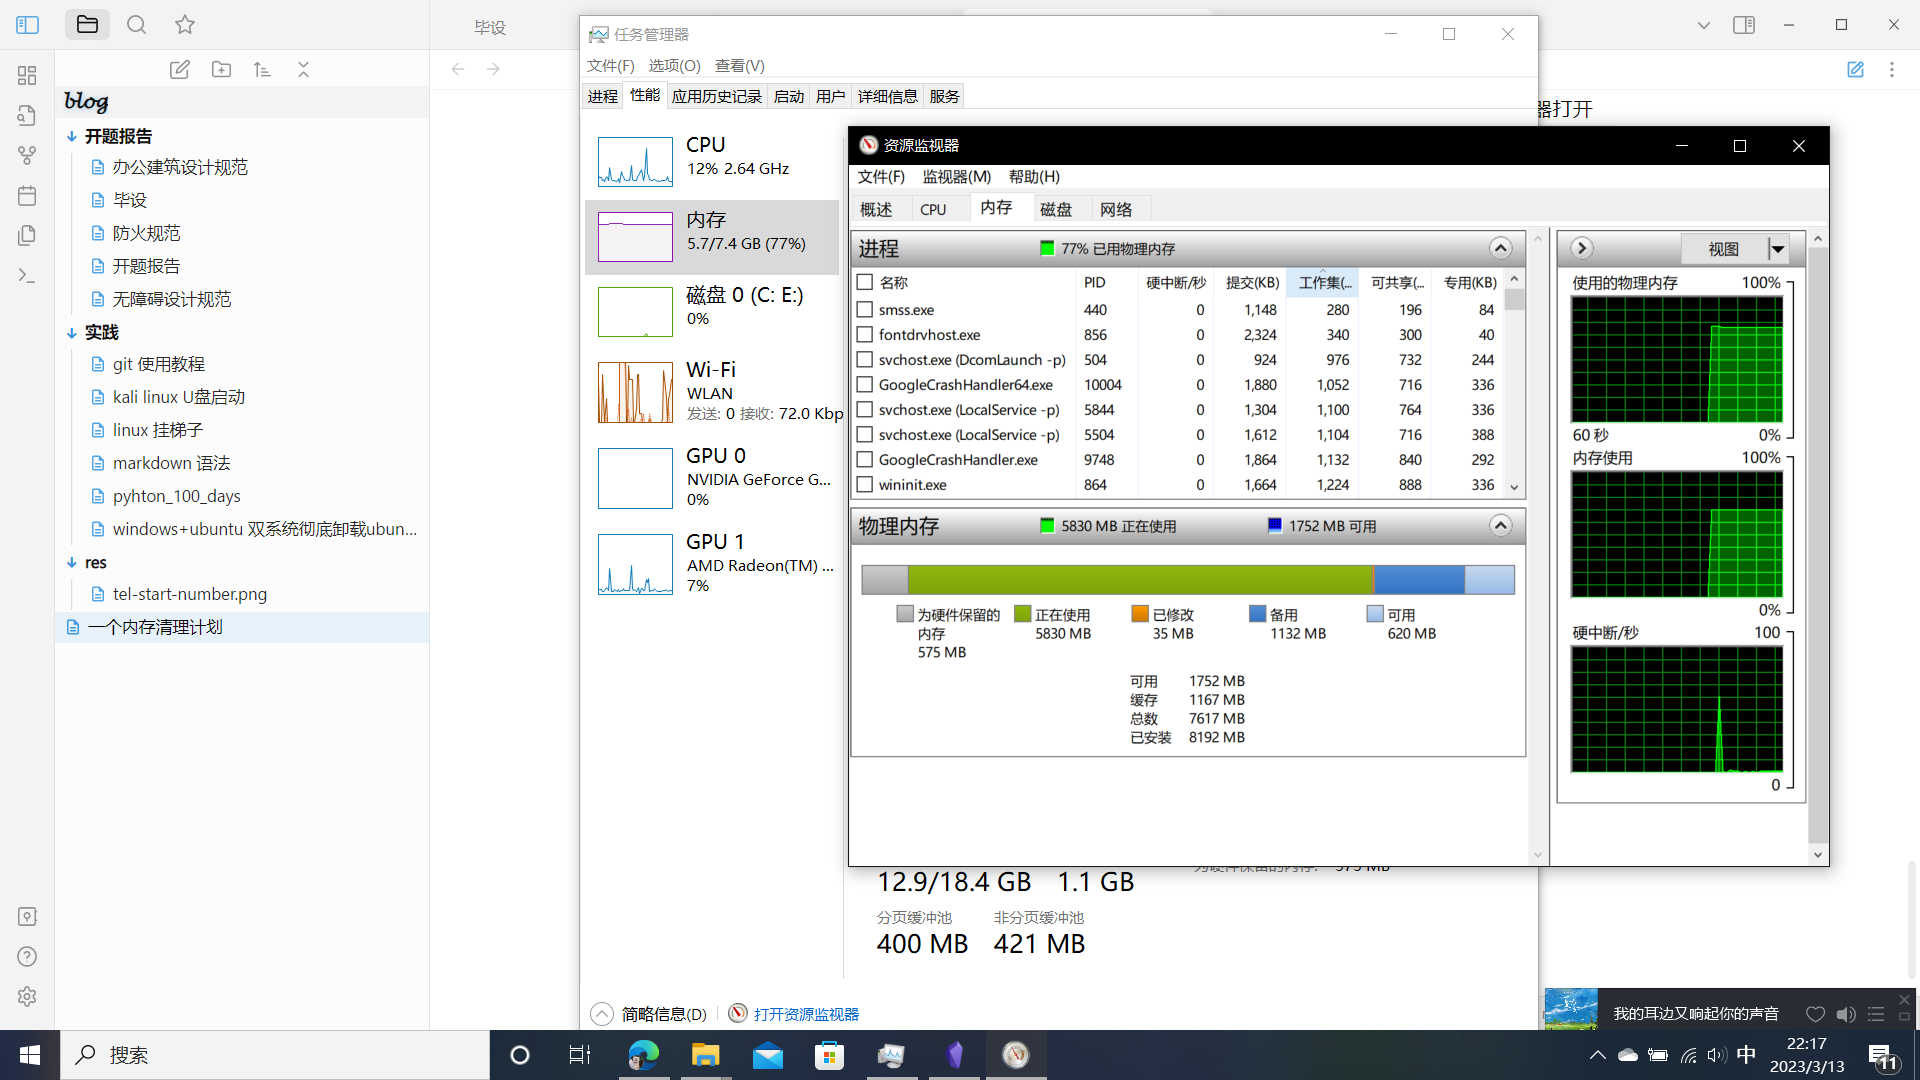 毕设
blog
开题报告
办公建筑设计规范
毕设
防火规范
开题报告
无障碍设计规范
实践
git 使用教程
kali linux U盘启动
linux 挂梯子
markdown 语法
pyhton_100_days
windows+ubuntu 双系统彻底卸载ubun...
res
tel-start-number.png
一个内存清理计划
器打开
任务管理器
文件(F) 选项(O) 查看(V)
进程 性能 应用历史记录 启动 用户 详细信息 服务
CPU
12% 2.64 GHz
内存
5.7/7.4 GB (77%)
磁盘 0 (C: E:)
0%
Wi-Fi
WLAN
发送: 0 接收: 72.0 Kbp
GPU 0
NVIDIA GeForce G...
0%
GPU 1
AMD Radeon(TM) ...
7%
资源监视器
文件(F) 监视器(M) 帮助(H)
概述 CPU 内存 磁盘 网络
进程 77% 已用物理内存
名称 PID 硬中断/秒 提交(KB) 工作集(... 可共享(... 专用(KB)
smss.exe 440 0 1,148 280 196 84
fontdrvhost.exe 856 0 2,324 340 300 40
svchost.exe (DcomLaunch -p) 504 0 924 976 732 244
GoogleCrashHandler64.exe 10004 0 1,880 1,052 716 336
svchost.exe (LocalService -p) 5844 0 1,304 1,100 764 336
svchost.exe (LocalService -p) 5504 0 1,612 1,104 716 388
GoogleCrashHandler.exe 9748 0 1,864 1,132 840 292
wininit.exe 864 0 1,664 1,224 888 336
物理内存 5830 MB 正在使用 1752 MB 可用
为硬件保留的 正在使用 已修改 备用 可用
内存 5830 MB 35 MB 1132 MB 620 MB
575 MB
可用 1752 MB
缓存 1167 MB
总数 7617 MB
已安装 8192 MB
视图
使用的物理内存 100%
60 秒 0%
内存使用 100%
0%
硬中断/秒 100
0
为硬件保留的内存: 575 MB
12.9/18.4 GB 1.1 GB
分页缓冲池 非分页缓冲池
400 MB 421 MB
简略信息(D) 打开资源监视器
我的耳边又响起你的声音
搜索
中
22:17
2023/3/13
11